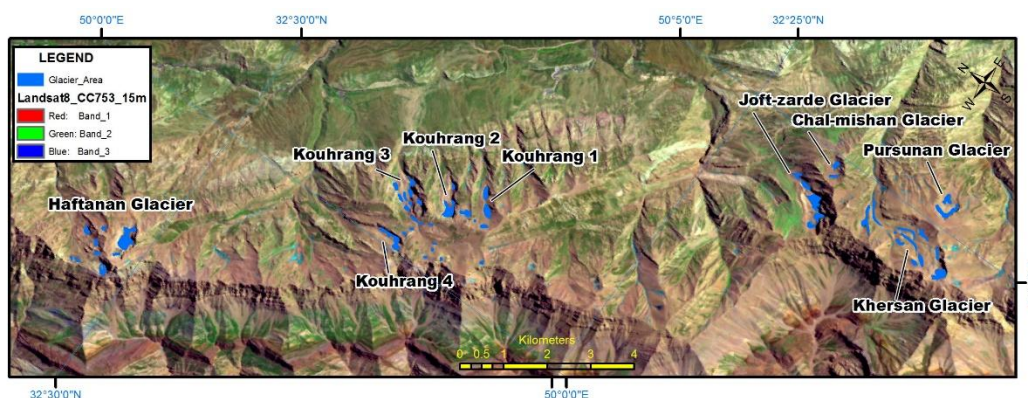 50°0'0"E
32°30'0"N
50°5'0"E
32°25'0"N
LEGEND
Glacier_Area
Landsat8_CC753_15m
Red: Band_1
Green: Band_2
Blue: Band_3
N
E
W
S
Joft-zarde Glacier
Chal-mishan Glacier
Pursunan Glacier
Kouhrang 2
Kouhrang 3
Kouhrang 1
Haftanan Glacier
Kouhrang 4
Khersan Glacier
Kilometers
0 0.5 1 2 3 4
32°30'0"N
50°0'0"E